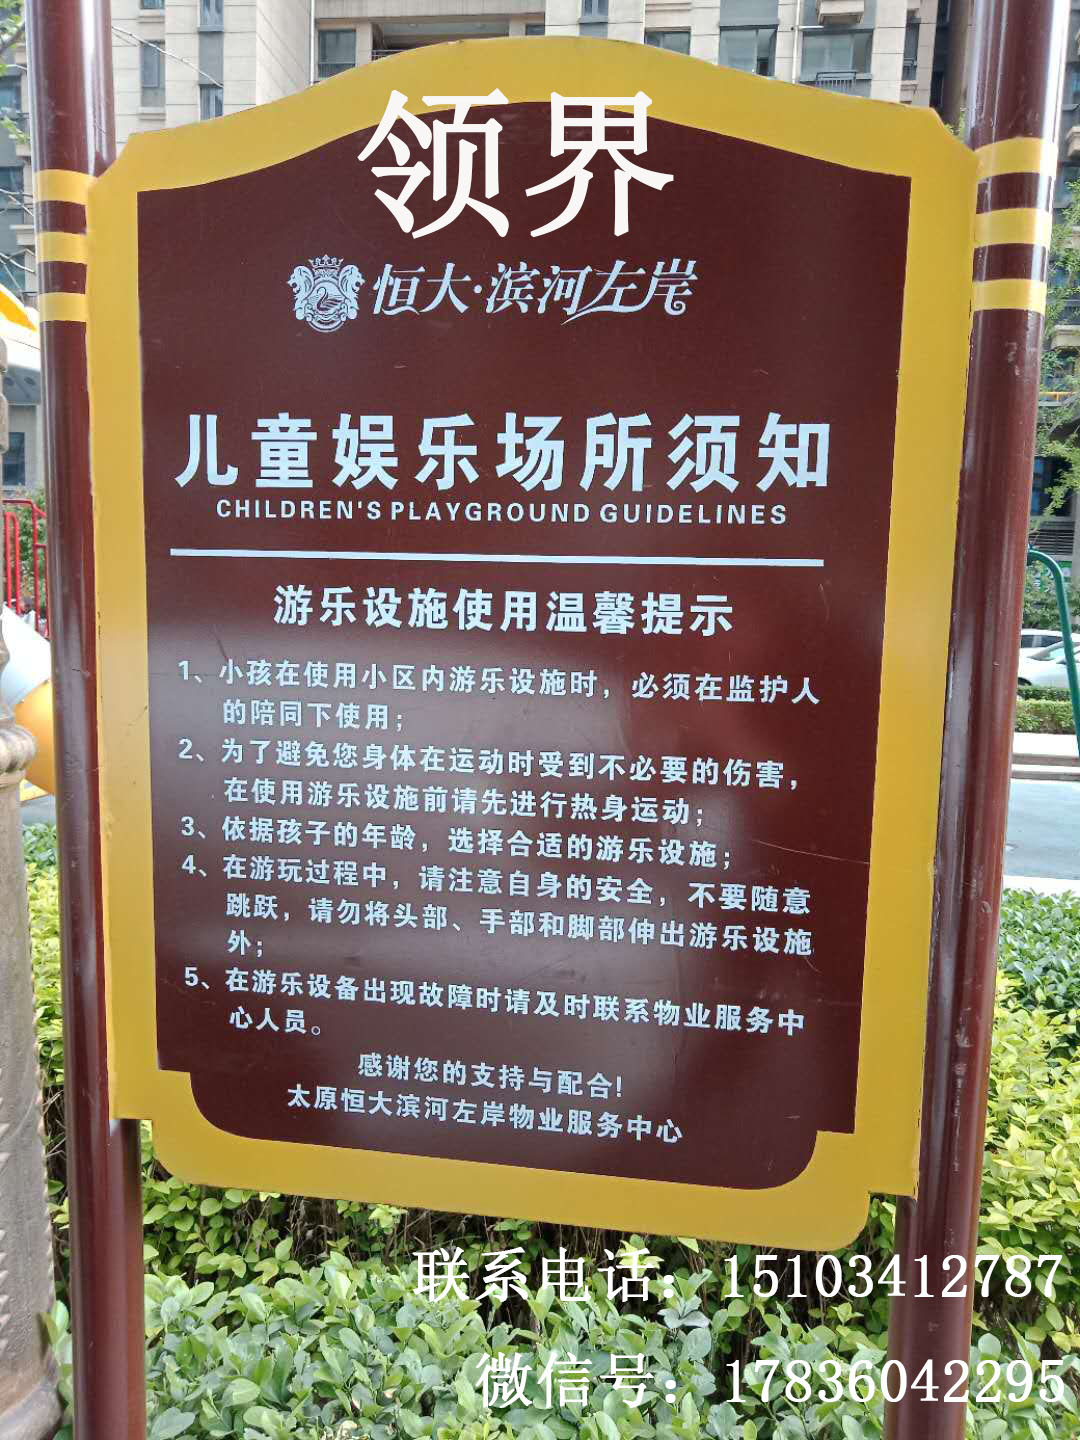 领界
恒大·滨河左岸
儿童娱乐场所须知
CHILDREN'S PLAYGROUND GUIDELINES
游乐设施使用温馨提示
1、小孩在使用小区内游乐设施时，必须在监护人
的陪同下使用；
2、为了避免您身体在运动时受到不必要的伤害，
在使用游乐设施前请先进行热身运动；
3、依据孩子的年龄，选择合适的游乐设施；
4、在游玩过程中，请注意自身的安全，不要随意
跳跃，请勿将头部、手部和脚部伸出游乐设施
外；
5、在游乐设备出现故障时请及时联系物业服务中
心人员。
感谢您的支持与配合!
太原恒大滨河左岸物业服务中心
联系电话：15103412787
微信号：17836042295